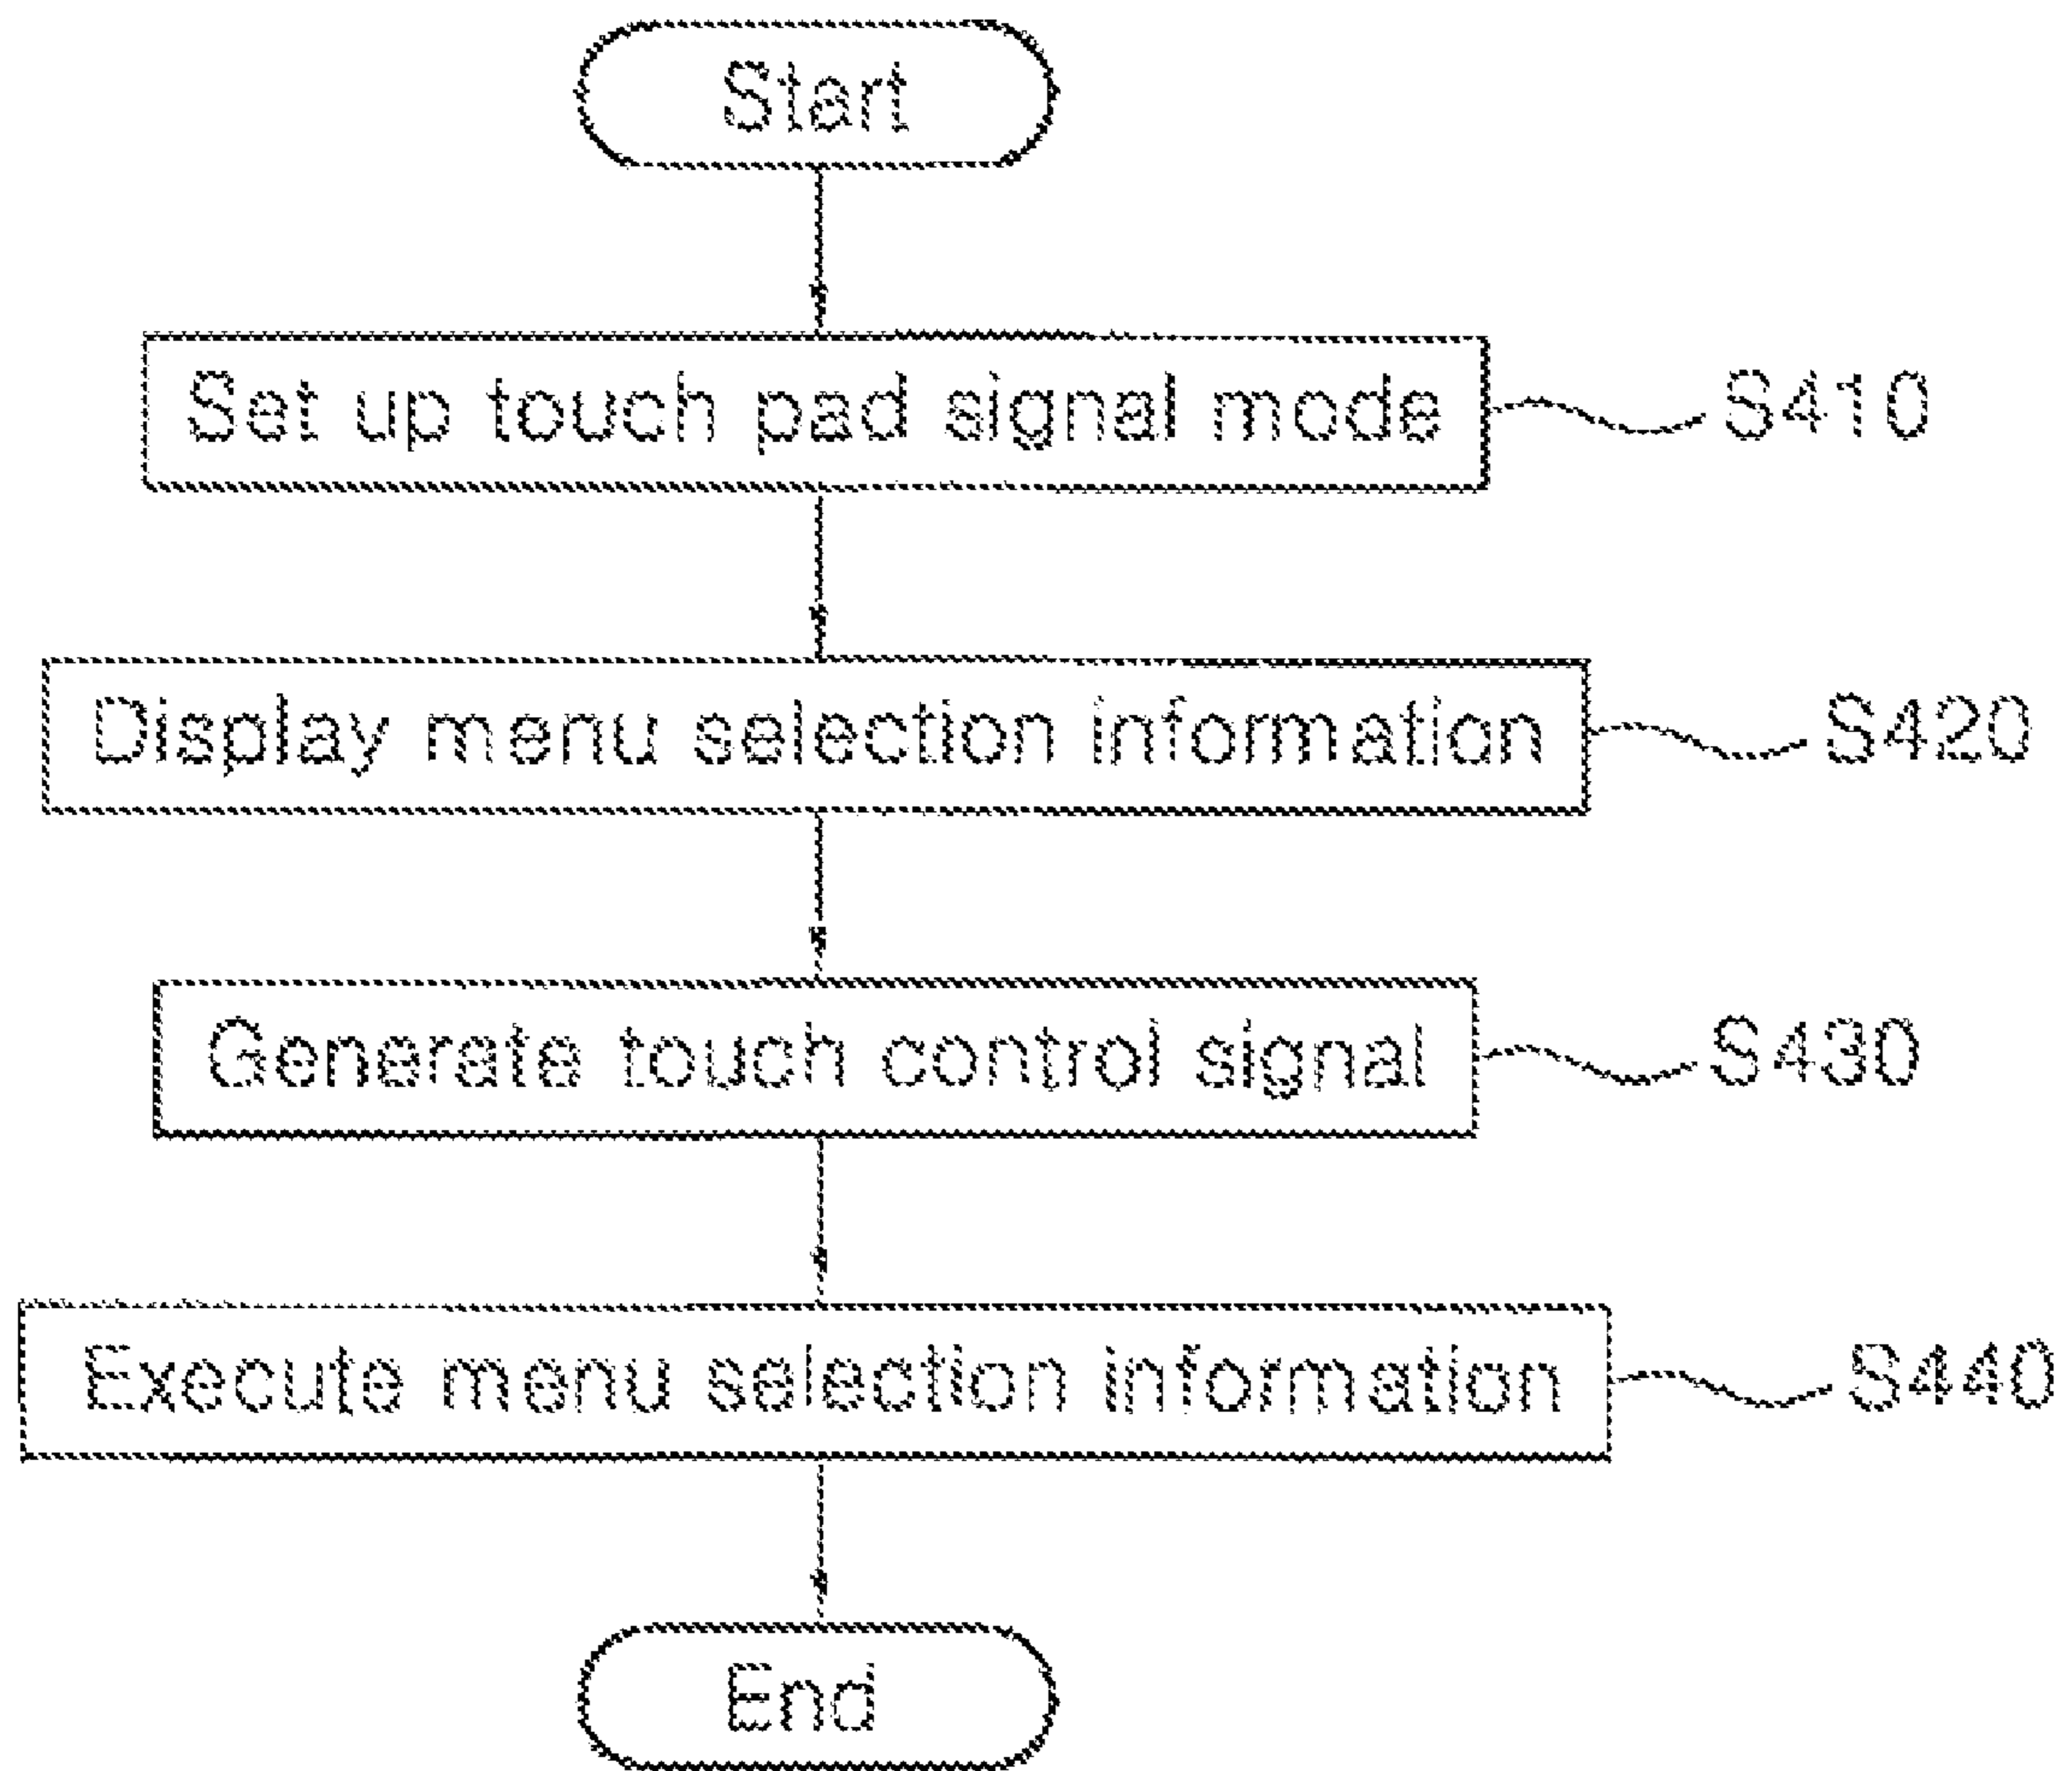 Start
Set up touch pad signal mode S410
Display menu selection information S420
Generate touch control signal S430
Execute menu selection information S440
End